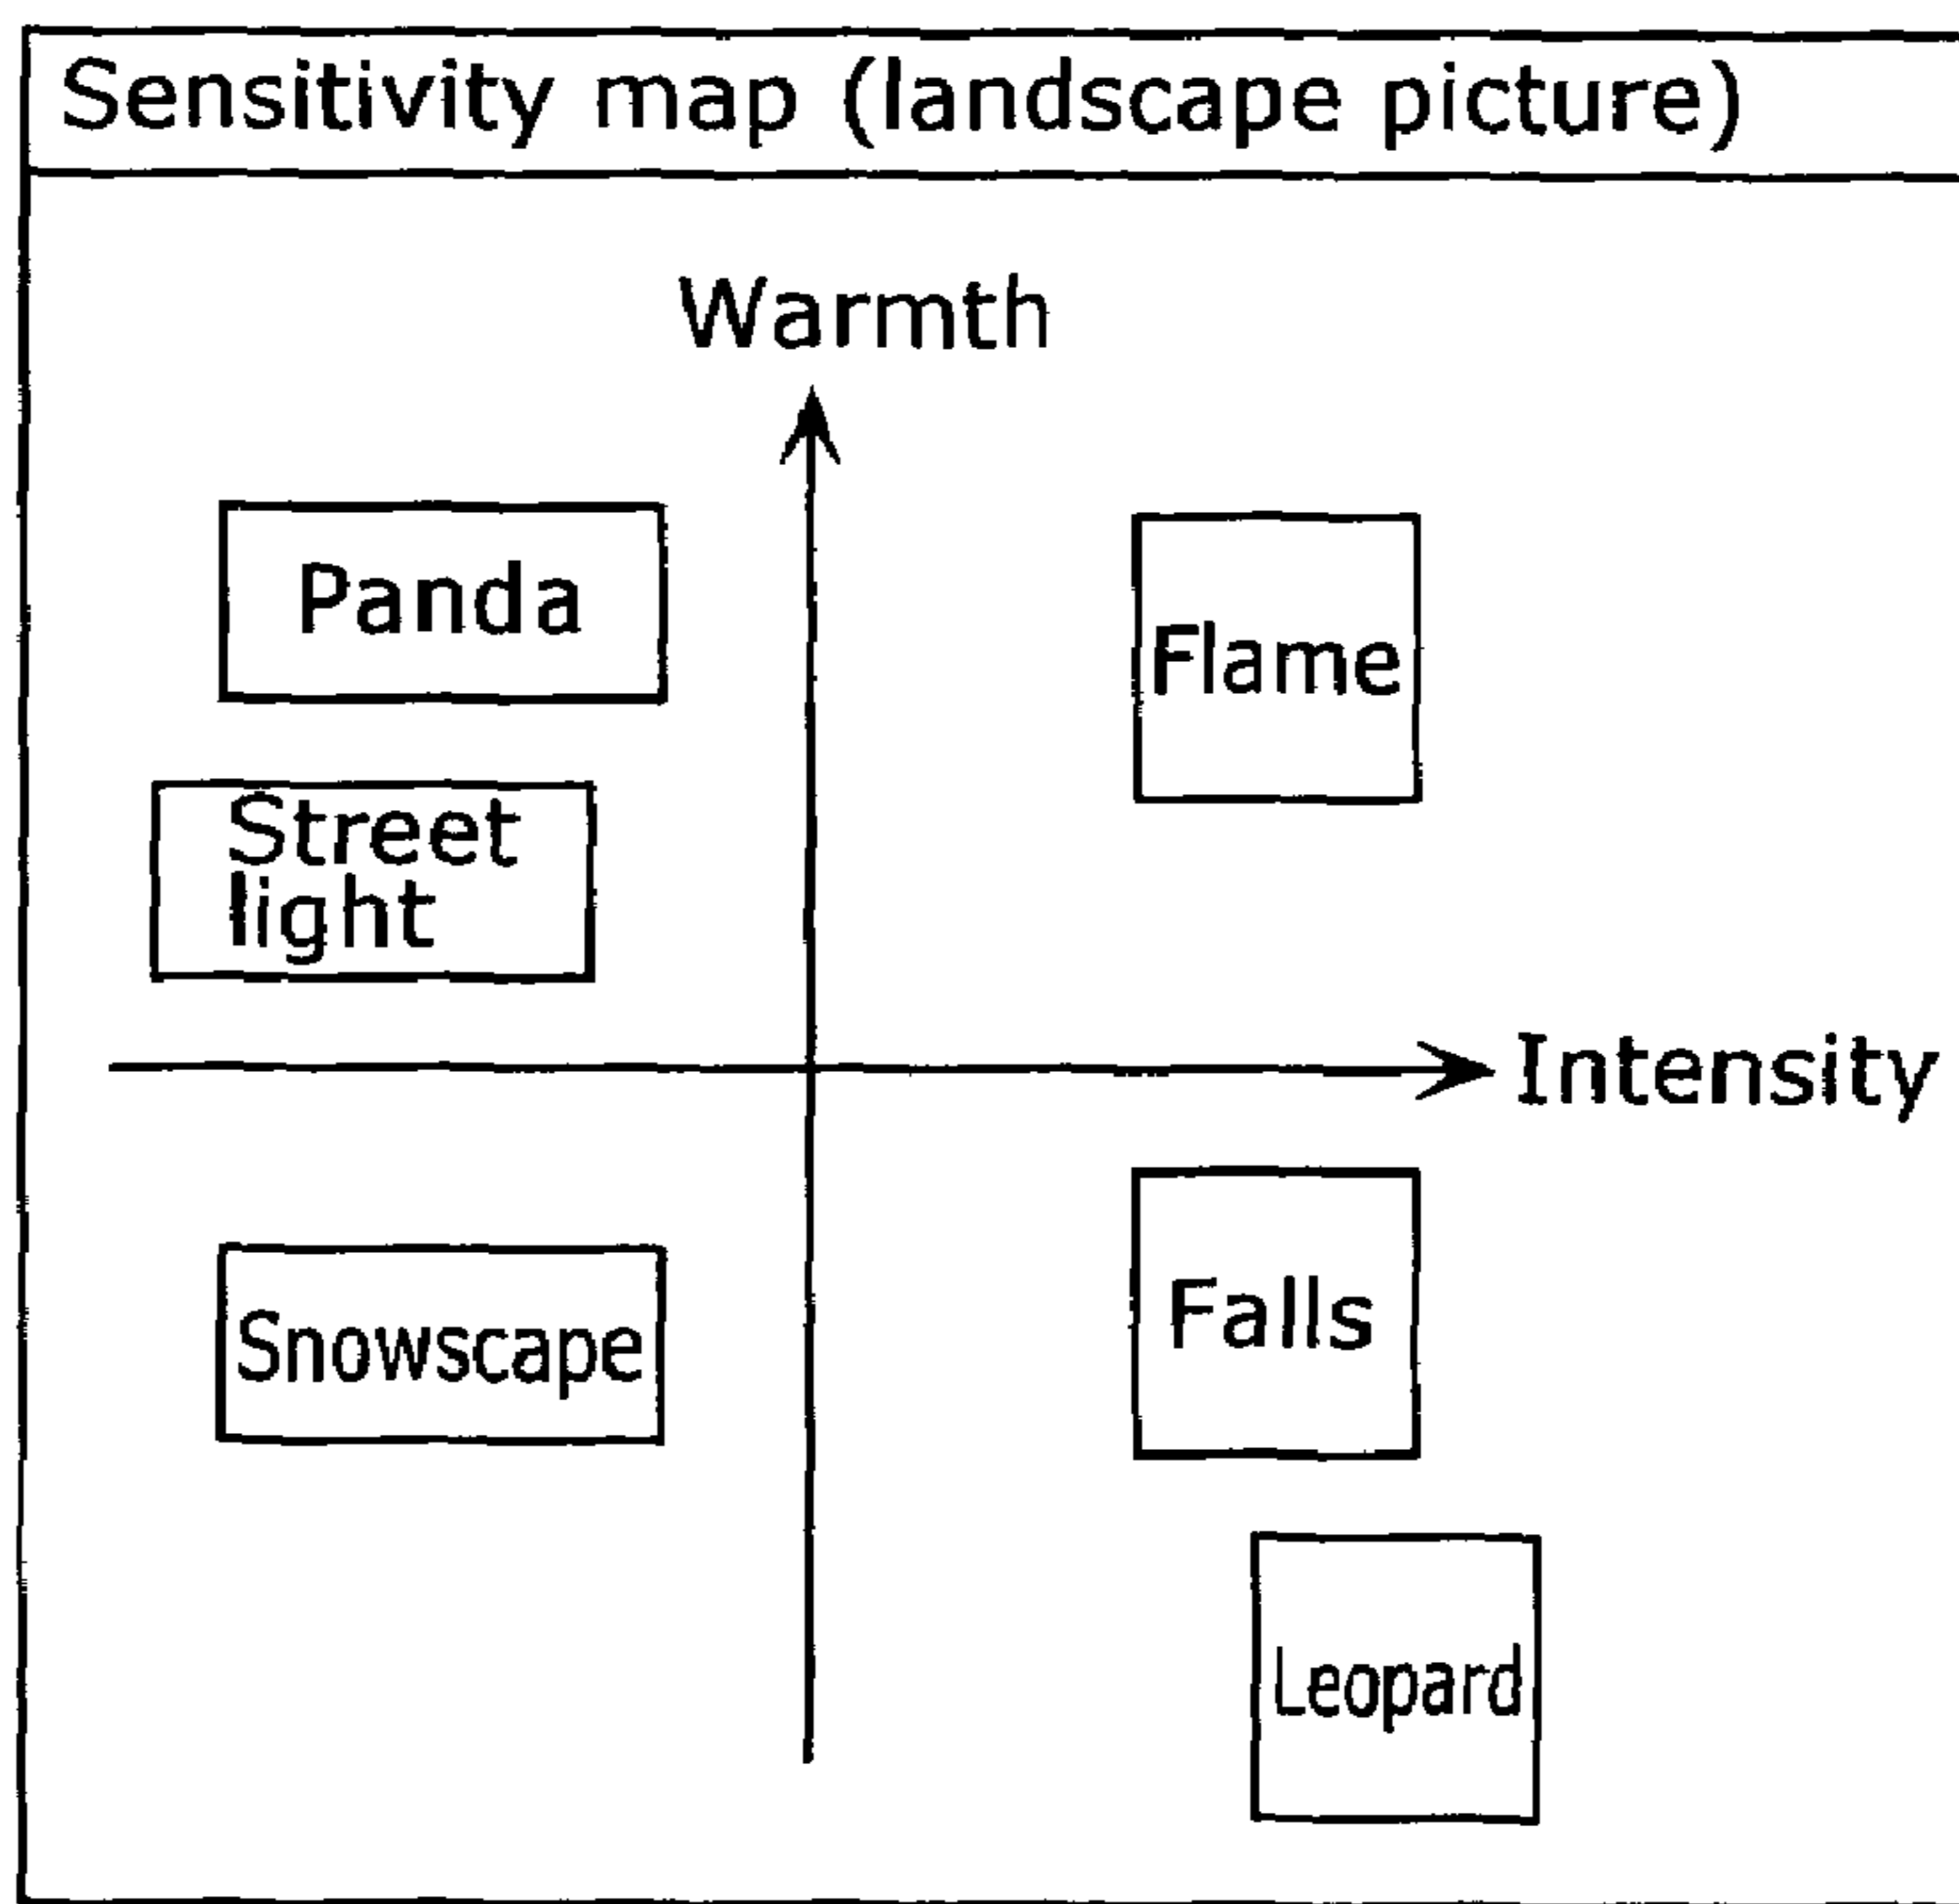 Sensitivity map (landscape picture)
Warmth
Panda
Flame
Street
light
Intensity
Snowscape
Falls
Leopard